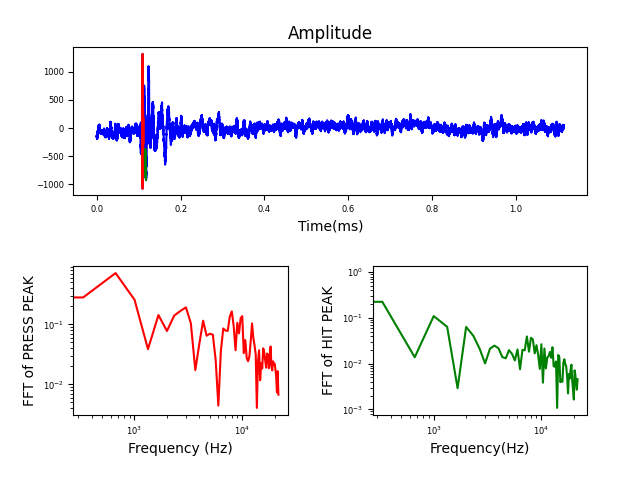 Amplitude
1000
500
0
−500
−1000
0.0 0.2 0.4 0.6 0.8 1.0
Time(ms)
FFT of PRESS PEAK
10⁻¹
10⁻²
10³ 10⁴
Frequency (Hz)
FFT of HIT PEAK
10⁰
10⁻¹
10⁻²
10⁻³
10³ 10⁴
Frequency(Hz)